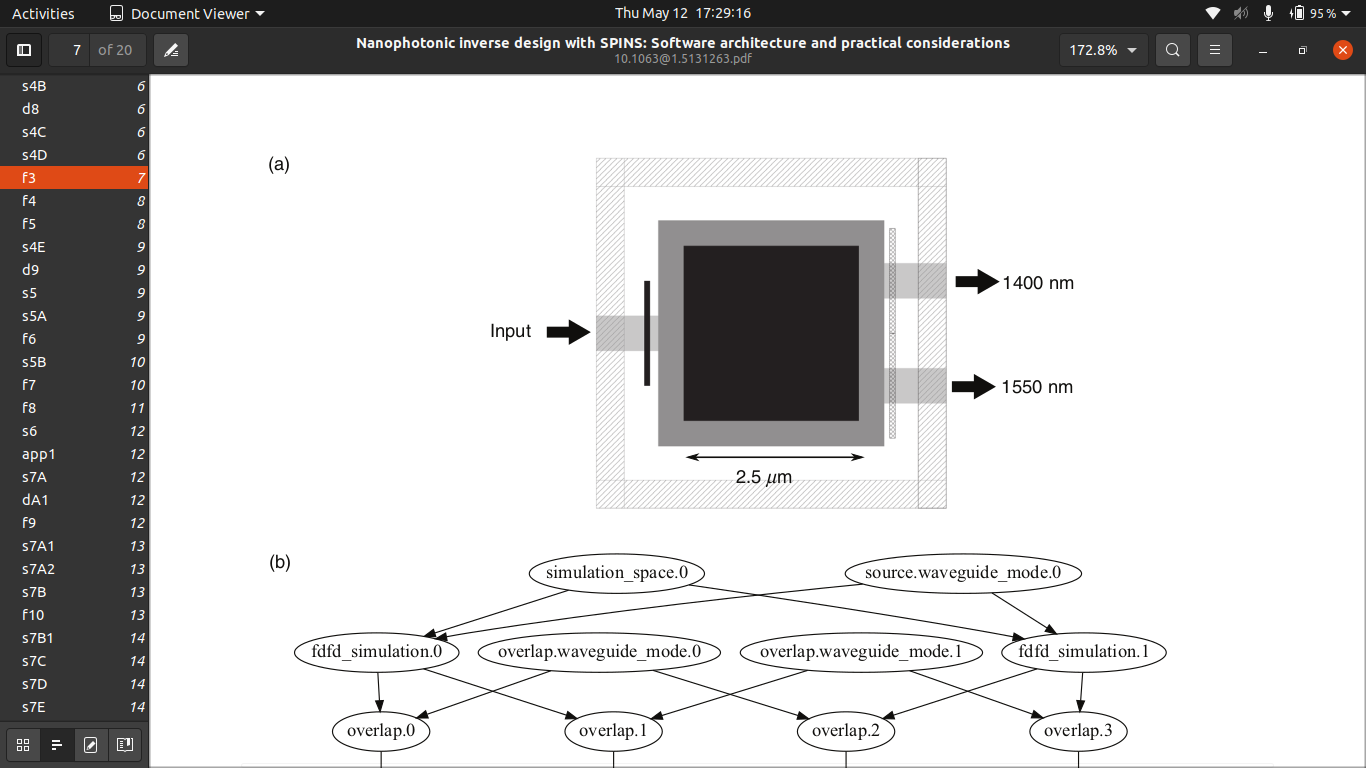 Activities Document Viewer Thu May 12 17:29:16 95 %
7 of 20 Nanophotonic inverse design with SPINS: Software architecture and practical considerations 172.8%
10.1063@1.5131263.pdf
s4B 6
d8 6
s4C 6
s4D 6
f3 7
f4 8
f5 8
s4E 9
d9 9
s5 9
s5A 9
f6 9
s5B 10
f7 10
f8 11
s6 12
app1 12
s7A 12
dA1 12
f9 12
s7A1 13
s7A2 13
s7B 13
f10 13
s7B1 14
s7C 14
s7D 14
s7E 14
(a)
1400 nm
Input
1550 nm
2.5 μm
(b)
simulation_space.0 source.waveguide_mode.0
fdfd_simulation.0 overlap.waveguide_mode.0 overlap.waveguide_mode.1 fdfd_simulation.1
overlap.0 overlap.1 overlap.2 overlap.3